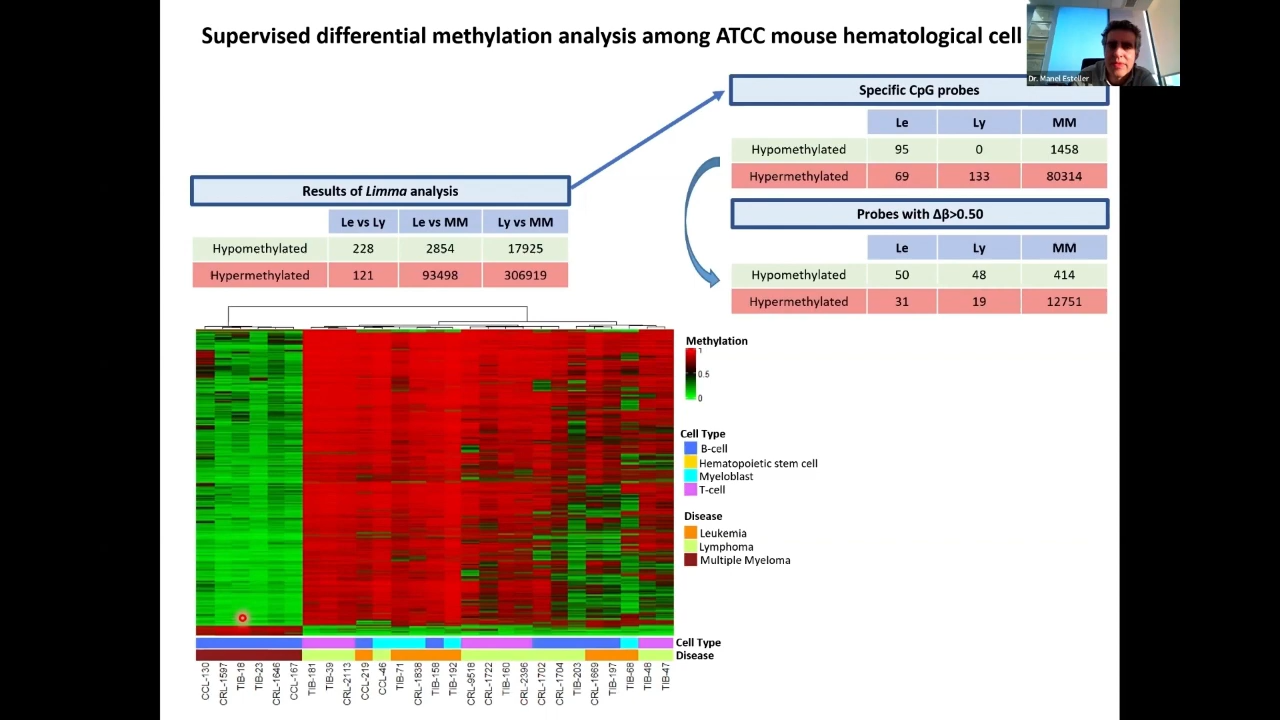 Supervised differential methylation analysis among ATCC mouse hematological cell
Dr. Manel Esteller
Specific CpG probes
Le Ly MM
Hypomethylated 95 0 1458
Hypermethylated 69 133 80314
Probes with Δβ>0.50
Le Ly MM
Hypomethylated 50 48 414
Hypermethylated 31 19 12751
Results of Limma analysis
Le vs Ly Le vs MM Ly vs MM
Hypomethylated 228 2854 17925
Hypermethylated 121 93498 306919
Methylation
1
0.5
0
Cell Type
B-cell
Hematopoietic stem cell
Myeloblast
T-cell
Disease
Leukemia
Lymphoma
Multiple Myeloma
Cell Type
Disease
CCL-130 CRL-1597 TIB-18 TIB-23 CRL-1646 CCL-167 TIB-181 TIB-39 CRL-2113 CCL-219 CCL-46 TIB-71 CRL-1838 TIB-158 TIB-192 CRL-9518 CRL-1722 TIB-160 CRL-2396 CRL-1702 CRL-1704 TIB-203 CRL-1669 TIB-197 TIB-68 TIB-48 TIB-47